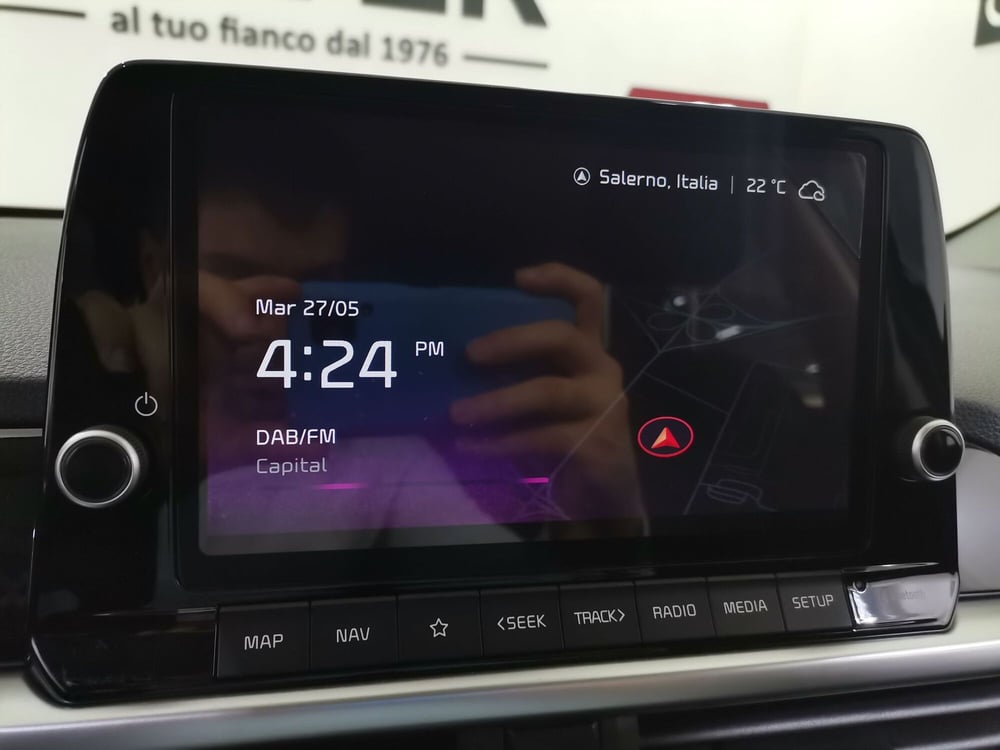 al tuo fianco dal 1976
Salerno, Italia | 22 °C
Mar 27/05
4:24 PM
DAB/FM
Capital
MAP
NAV
<SEEK
TRACK>
RADIO
MEDIA
SETUP